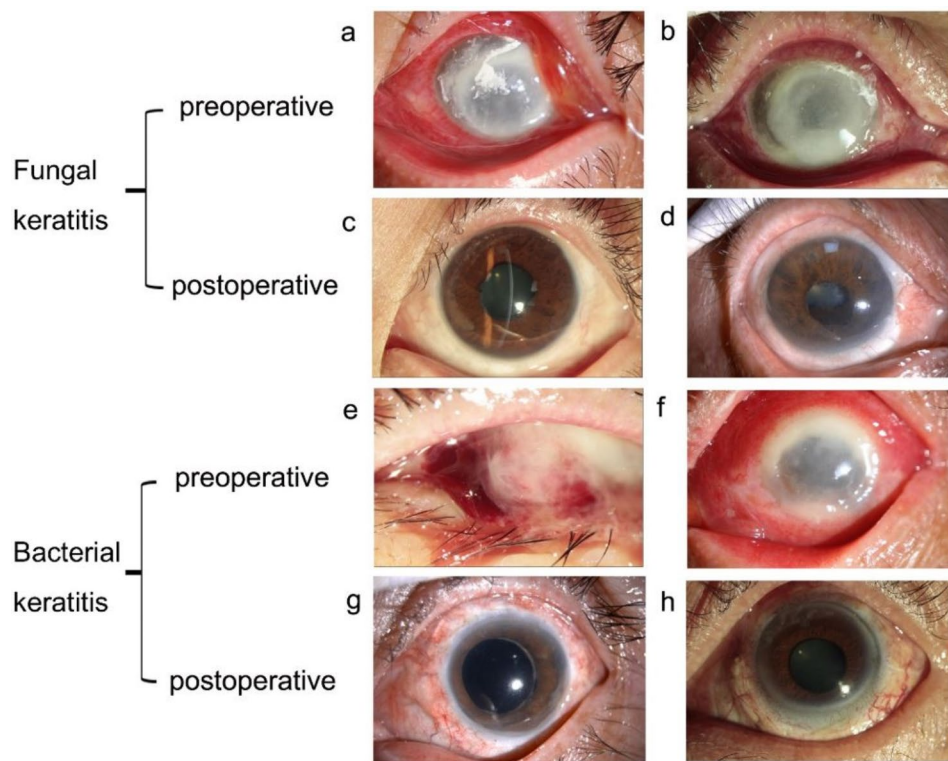 a
b
preoperative
Fungal
keratitis
c
d
postoperative
e
f
preoperative
Bacterial
keratitis
g
h
postoperative